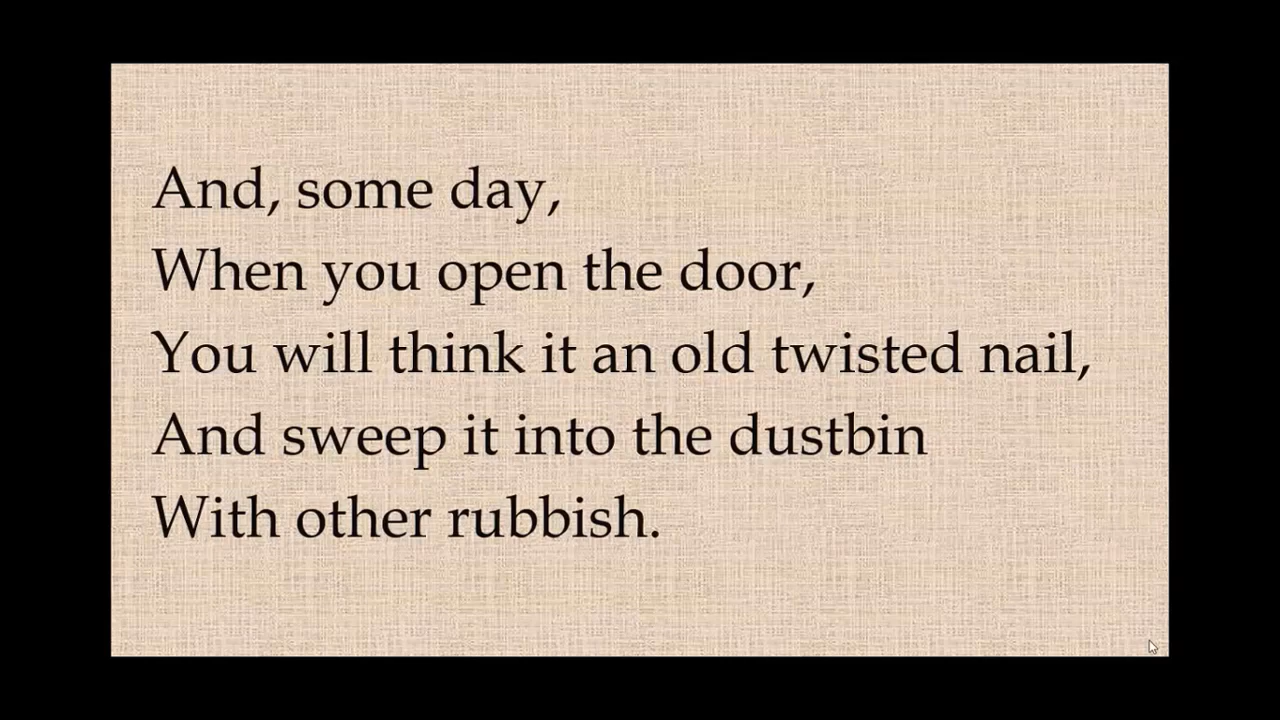 And, some day,
When you open the door,
You will think it an old twisted nail,
And sweep it into the dustbin
With other rubbish.